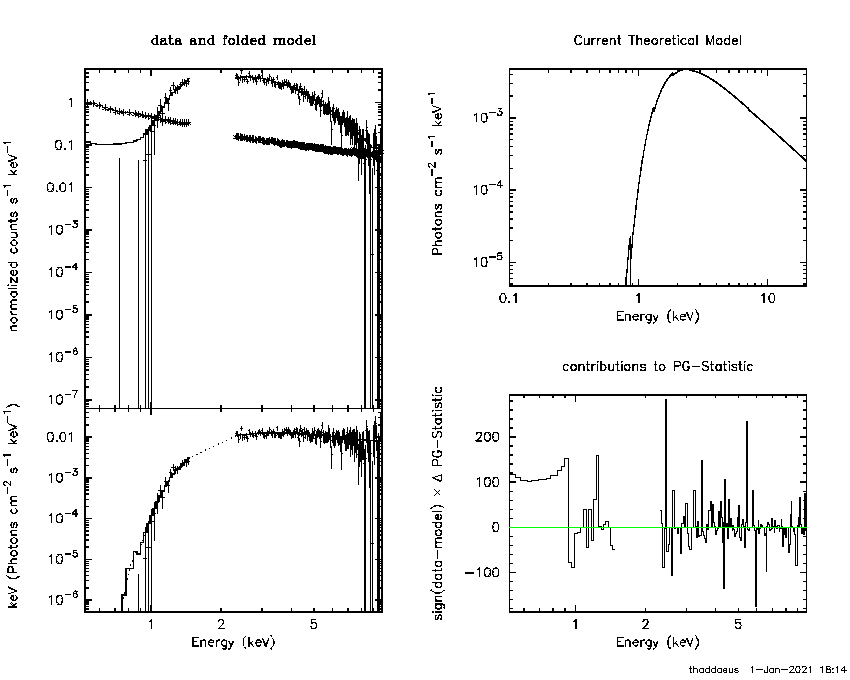 data and folded model
normalized counts s−1 keV−1
1
0.1
0.01
10−3
10−4
10−5
10−6
10−7
keV (Photons cm−2 s−1 keV−1)
0.01
10−3
10−4
10−5
10−6
1 2 5
Energy (keV)
Current Theoretical Model
Photons cm−2 s−1 keV−1
10−3
10−4
10−5
0.1 1 10
Energy (keV)
contributions to PG−Statistic
sign(data−model) × Δ PG−Statistic
200
100
0
−100
1 2 5
Energy (keV)
thaddaeus 1−Jan−2021 18:14